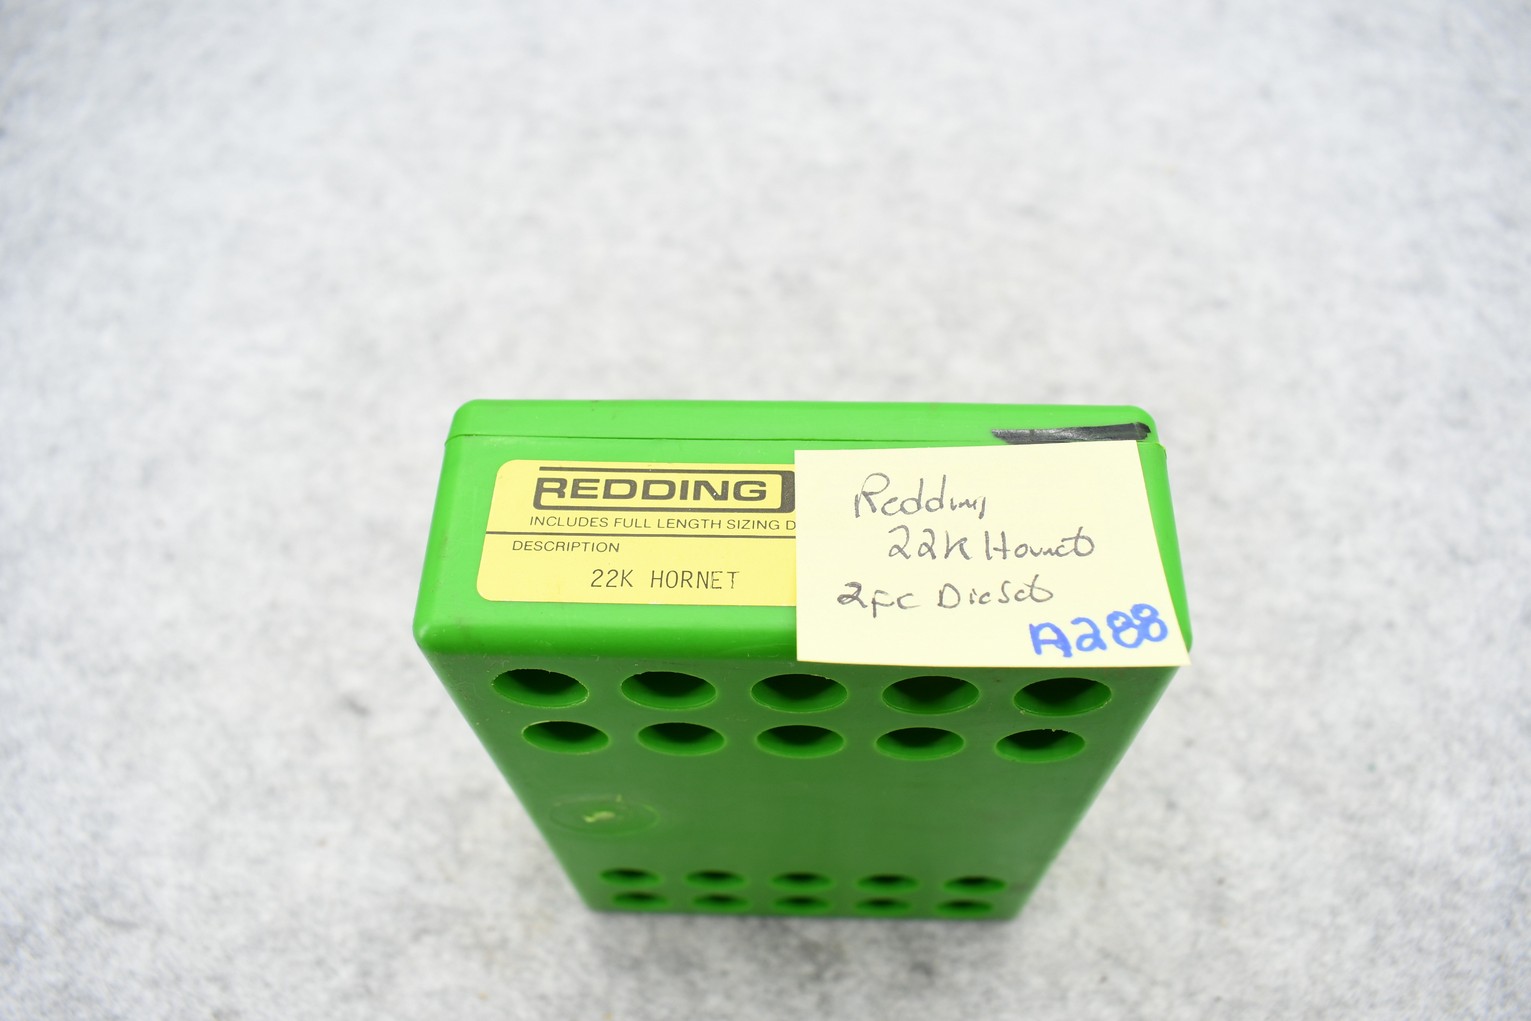 REDDING
INCLUDES FULL LENGTH SIZING D
DESCRIPTION
22K HORNET
Redding
22K Hornet
2pc Die Set
A288